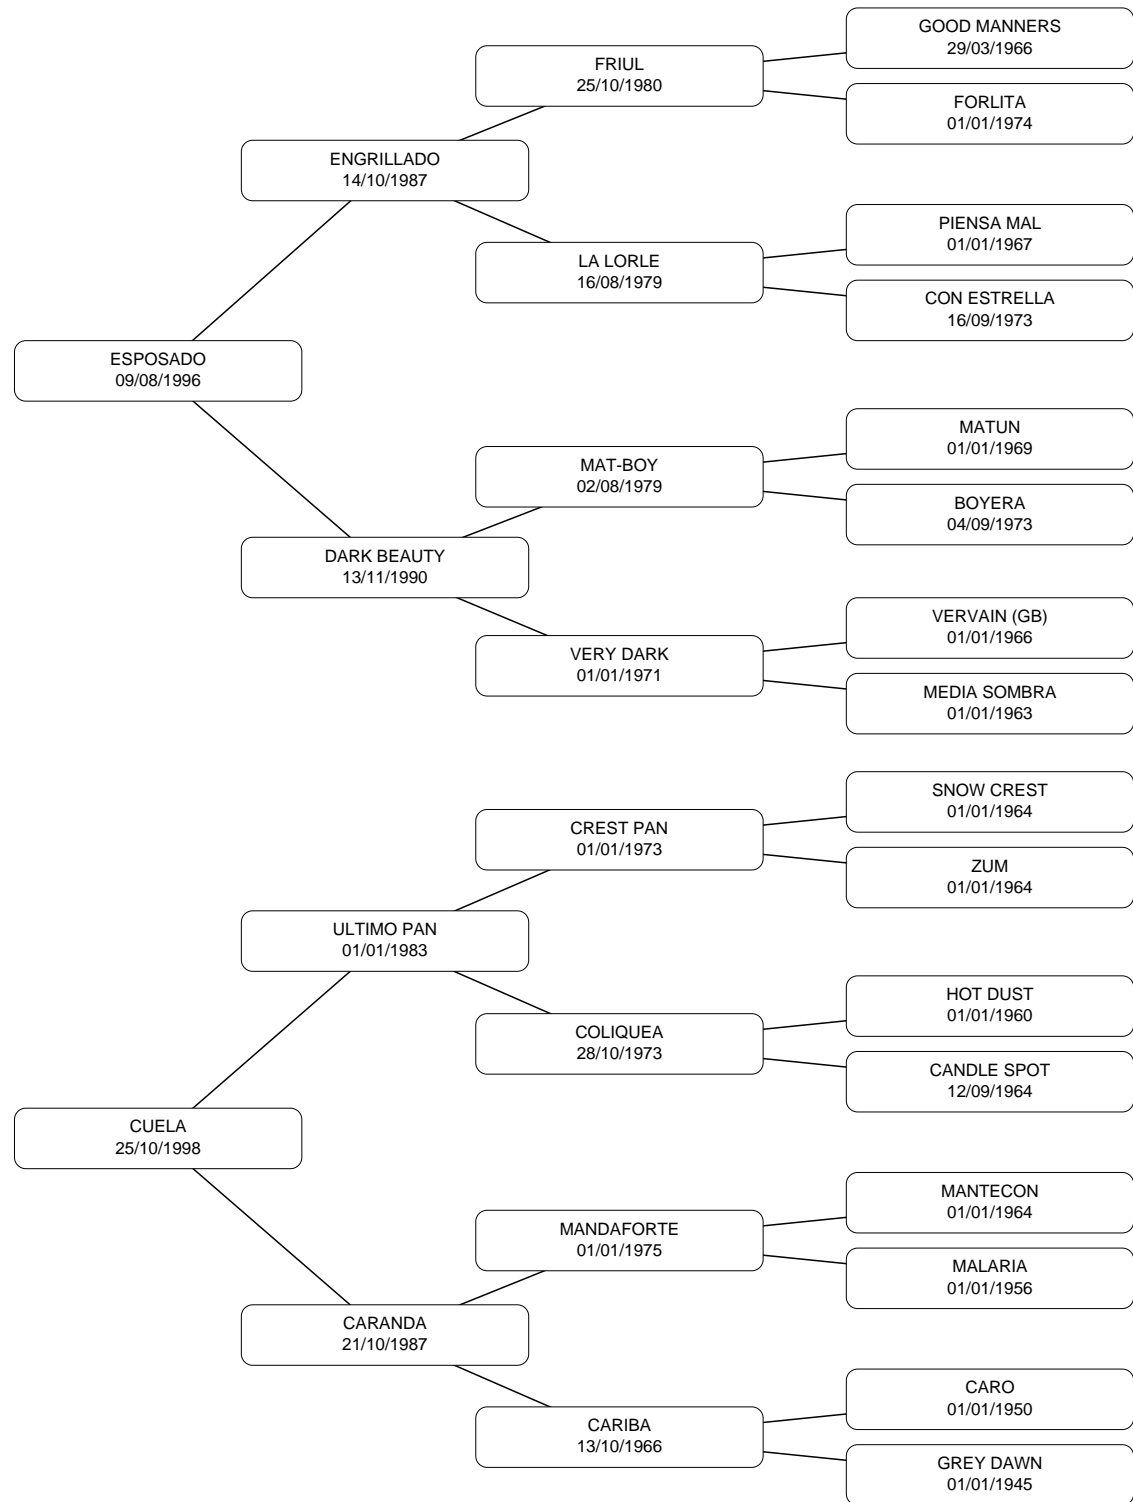 GOOD MANNERS
29/03/1966
FRIUL
25/10/1980
FORLITA
01/01/1974
ENGRILLADO
14/10/1987
PIENSA MAL
01/01/1967
LA LORLE
16/08/1979
CON ESTRELLA
16/09/1973
ESPOSADO
09/08/1996
MATUN
01/01/1969
MAT-BOY
02/08/1979
BOYERA
04/09/1973
DARK BEAUTY
13/11/1990
VERVAIN (GB)
01/01/1966
VERY DARK
01/01/1971
MEDIA SOMBRA
01/01/1963
SNOW CREST
01/01/1964
CREST PAN
01/01/1973
ZUM
01/01/1964
ULTIMO PAN
01/01/1983
HOT DUST
01/01/1960
COLIQUEA
28/10/1973
CANDLE SPOT
12/09/1964
CUELA
25/10/1998
MANTECON
01/01/1964
MANDAFORTE
01/01/1975
MALARIA
01/01/1956
CARANDA
21/10/1987
CARO
01/01/1950
CARIBA
13/10/1966
GREY DAWN
01/01/1945